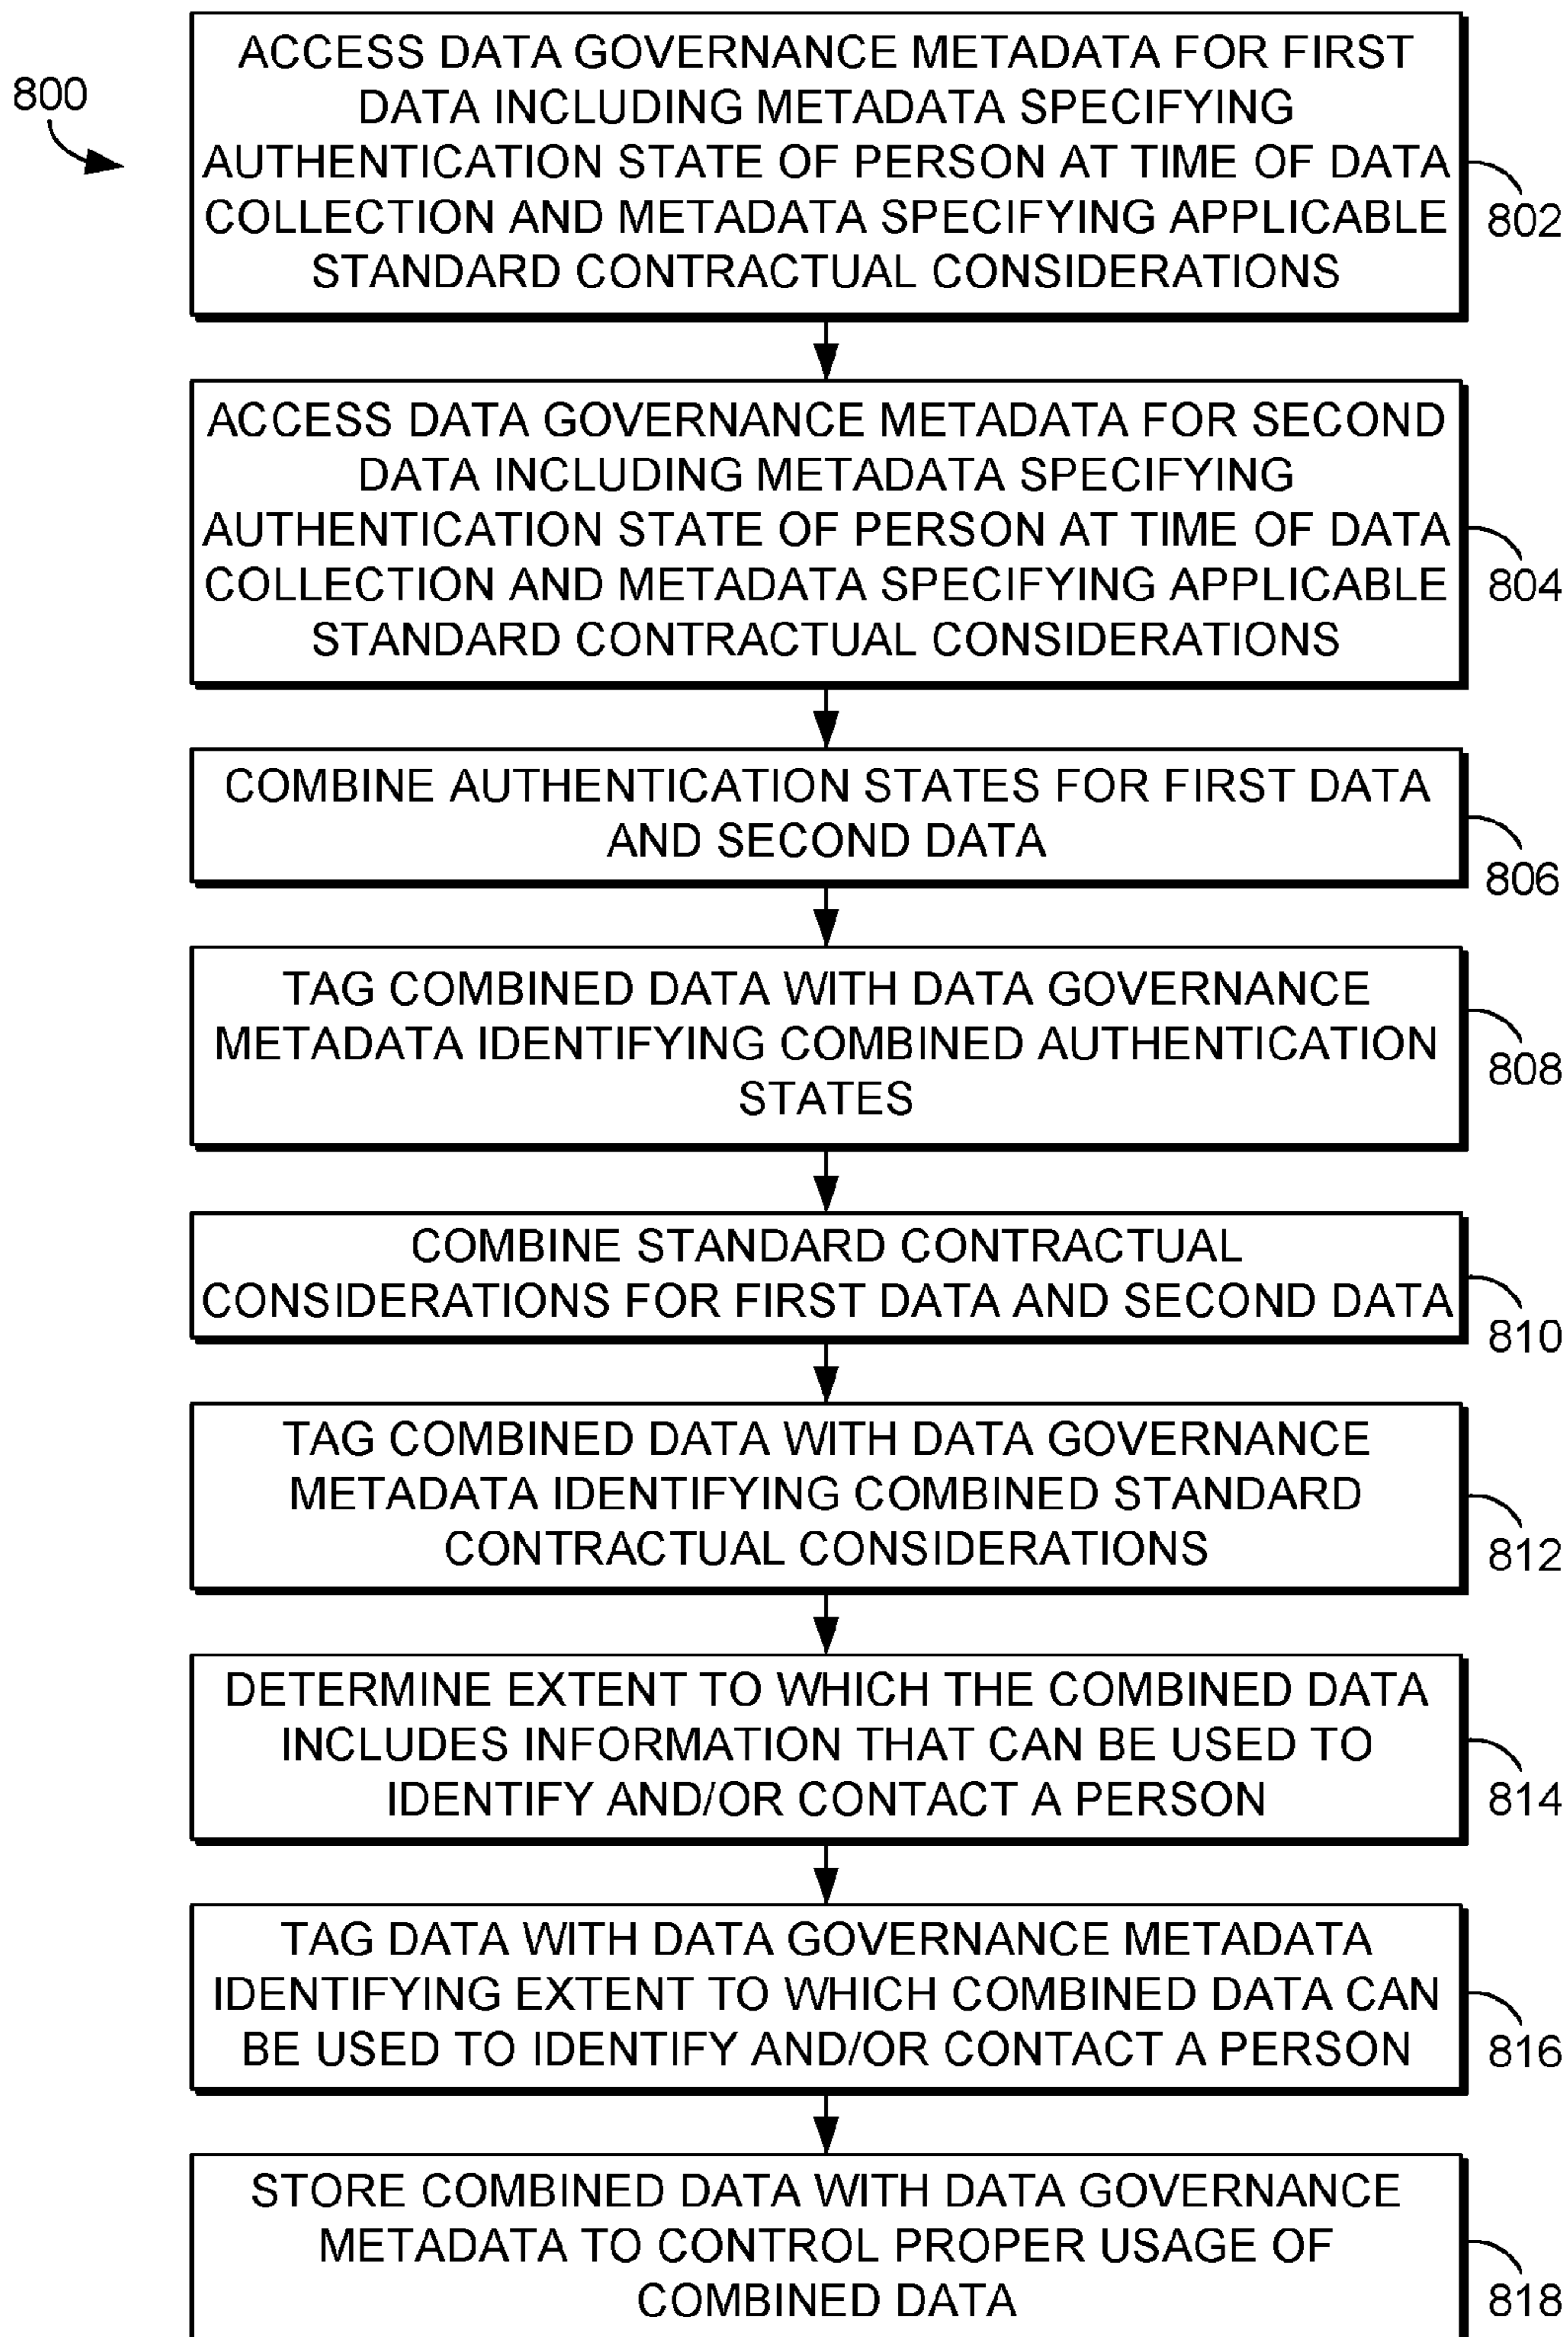 800
ACCESS DATA GOVERNANCE METADATA FOR FIRST
DATA INCLUDING METADATA SPECIFYING
AUTHENTICATION STATE OF PERSON AT TIME OF DATA
COLLECTION AND METADATA SPECIFYING APPLICABLE
STANDARD CONTRACTUAL CONSIDERATIONS
802
ACCESS DATA GOVERNANCE METADATA FOR SECOND
DATA INCLUDING METADATA SPECIFYING
AUTHENTICATION STATE OF PERSON AT TIME OF DATA
COLLECTION AND METADATA SPECIFYING APPLICABLE
STANDARD CONTRACTUAL CONSIDERATIONS
804
COMBINE AUTHENTICATION STATES FOR FIRST DATA
AND SECOND DATA
806
TAG COMBINED DATA WITH DATA GOVERNANCE
METADATA IDENTIFYING COMBINED AUTHENTICATION
STATES
808
COMBINE STANDARD CONTRACTUAL
CONSIDERATIONS FOR FIRST DATA AND SECOND DATA
810
TAG COMBINED DATA WITH DATA GOVERNANCE
METADATA IDENTIFYING COMBINED STANDARD
CONTRACTUAL CONSIDERATIONS
812
DETERMINE EXTENT TO WHICH THE COMBINED DATA
INCLUDES INFORMATION THAT CAN BE USED TO
IDENTIFY AND/OR CONTACT A PERSON
814
TAG DATA WITH DATA GOVERNANCE METADATA
IDENTIFYING EXTENT TO WHICH COMBINED DATA CAN
BE USED TO IDENTIFY AND/OR CONTACT A PERSON
816
STORE COMBINED DATA WITH DATA GOVERNANCE
METADATA TO CONTROL PROPER USAGE OF
COMBINED DATA
818